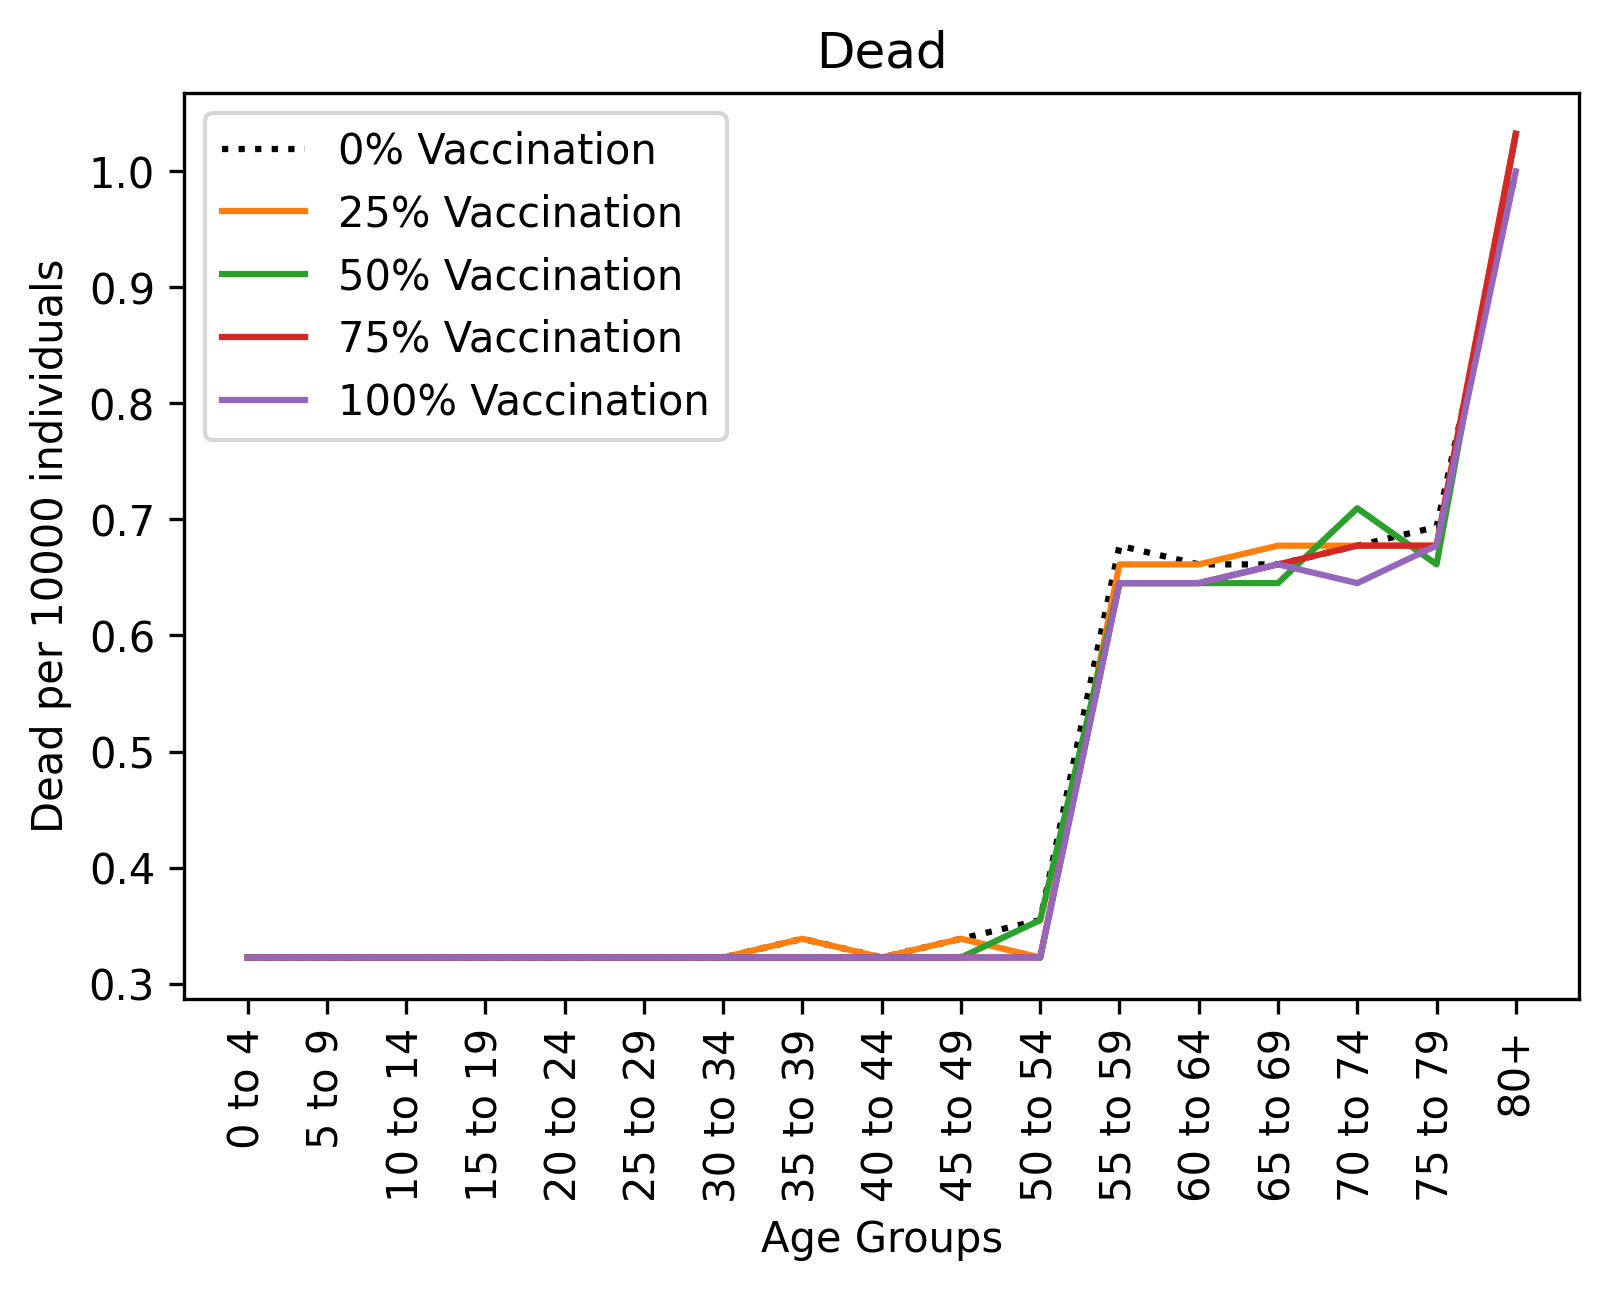 Dead
0% Vaccination
25% Vaccination
50% Vaccination
75% Vaccination
100% Vaccination
Dead per 10000 individuals
1.0
0.9
0.8
0.7
0.6
0.5
0.4
0.3
0 to 4
5 to 9
10 to 14
15 to 19
20 to 24
25 to 29
30 to 34
35 to 39
40 to 44
45 to 49
50 to 54
55 to 59
60 to 64
65 to 69
70 to 74
75 to 79
80+
Age Groups